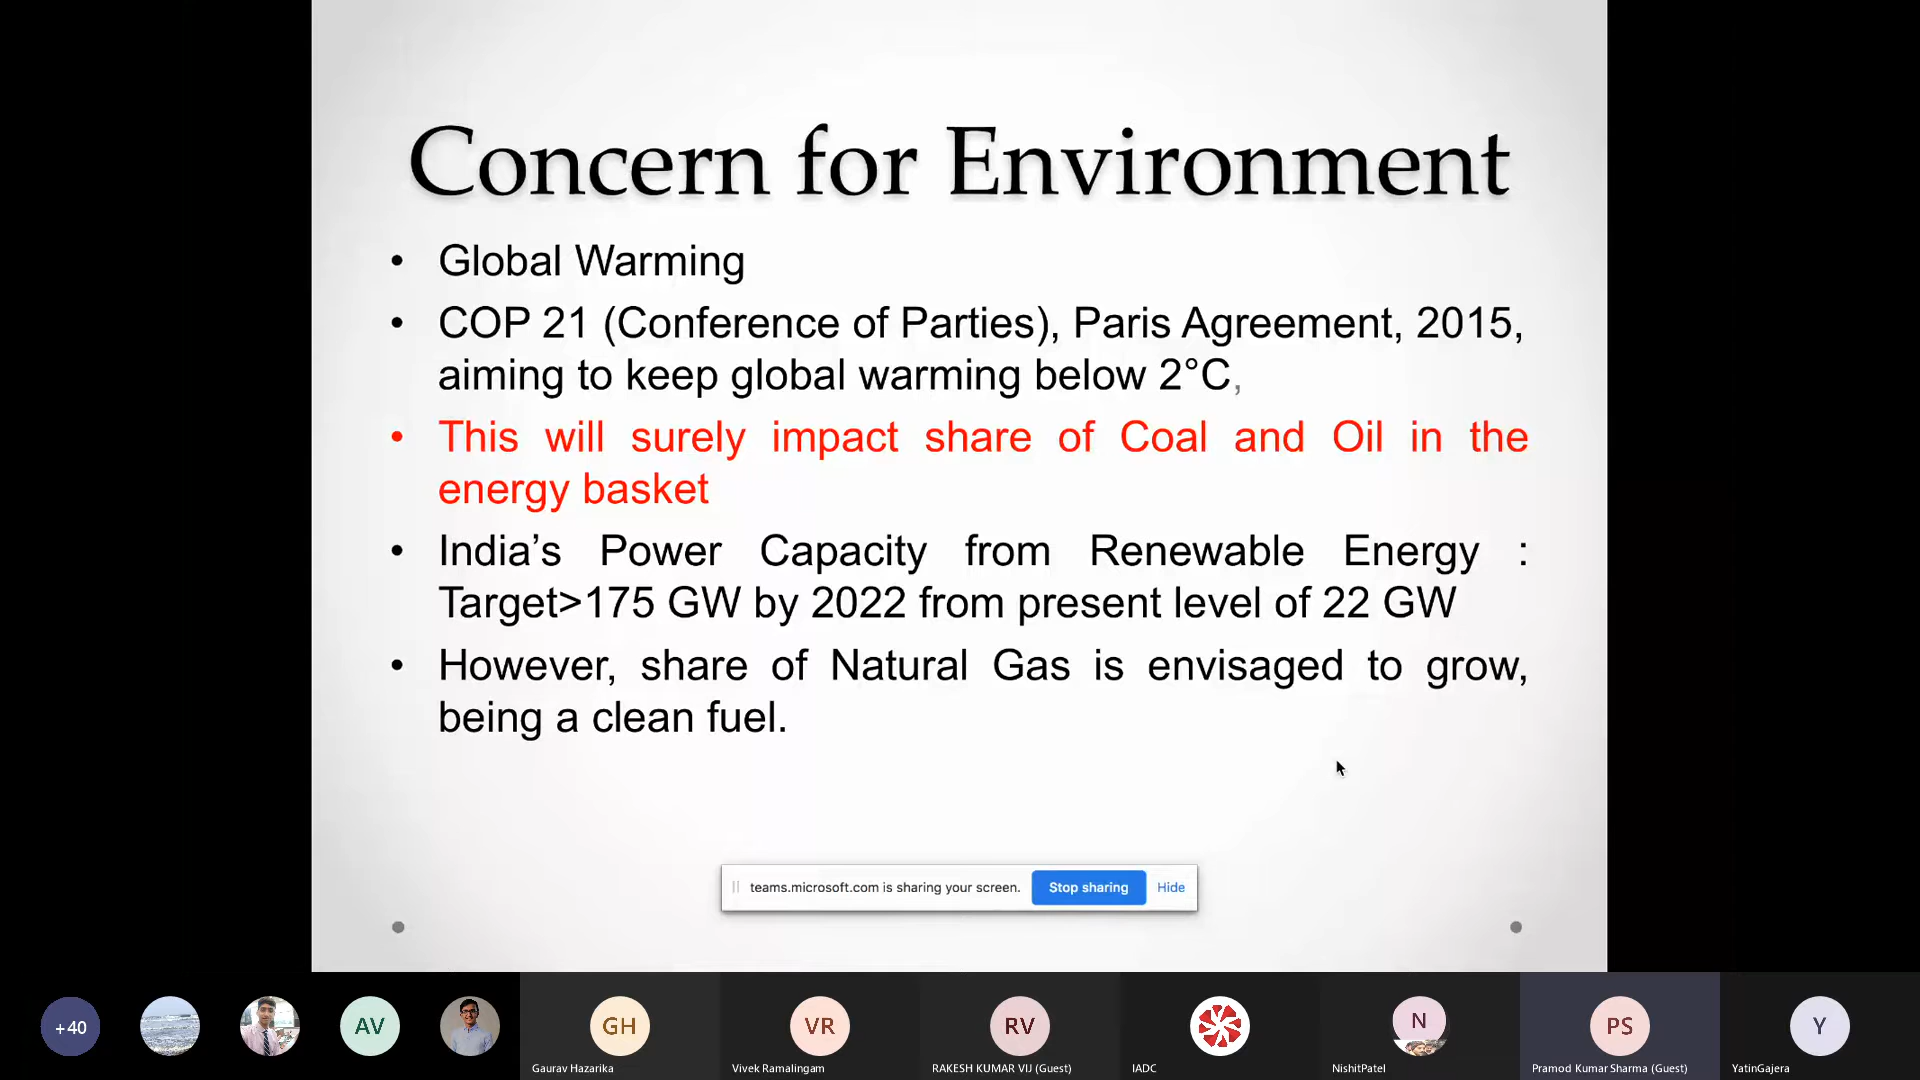 Concern for Environment
• Global Warming
• COP 21 (Conference of Parties), Paris Agreement, 2015,
aiming to keep global warming below 2°C,
• This will surely impact share of Coal and Oil in the
energy basket
• India’s Power Capacity from Renewable Energy :
Target>175 GW by 2022 from present level of 22 GW
• However, share of Natural Gas is envisaged to grow,
being a clean fuel.
teams.microsoft.com is sharing your screen. Stop sharing Hide
+40 AV GH VR RV N PS Y
Gaurav Hazarika Vivek Ramalingam RAKESH KUMAR VIJ (Guest) IADC NishitPatel Pramod Kumar Sharma (Guest) YatinGajera